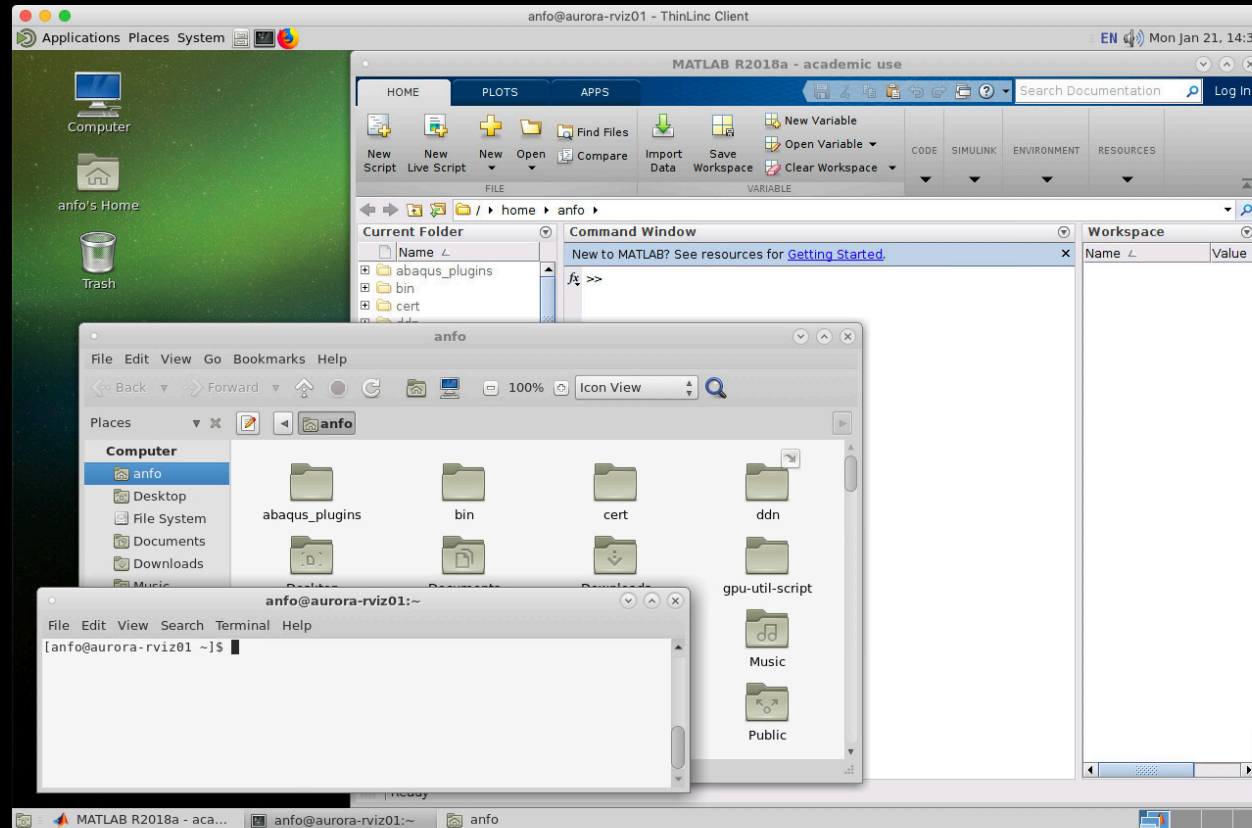 anfo@aurora-rviz01 - ThinLinc Client
Applications Places System EN Mon Jan 21, 14:3
Computer
anfo's Home
Trash
MATLAB R2018a - academic use
HOME PLOTS APPS Search Documentation Log In
New Script
New Live Script
New
Open
Find Files
Compare
Import Data
Save Workspace
New Variable
Open Variable
Clear Workspace
CODE SIMULINK ENVIRONMENT RESOURCES
FILE VARIABLE
/ home anfo
Current Folder
Name
abaqus_plugins
bin
cert
ddn
Command Window
New to MATLAB? See resources for Getting Started.
fx >>
Workspace
Name Value
anfo
File Edit View Go Bookmarks Help
Back Forward 100% Icon View
Places anfo
Computer
anfo
Desktop
File System
Documents
Downloads
Music
abaqus_plugins bin cert ddn
Desktop Documents Downloads gpu-util-script
Music
Public
anfo@aurora-rviz01:~
File Edit View Search Terminal Help
[anfo@aurora-rviz01 ~]$
Ready
MATLAB R2018a - aca... anfo@aurora-rviz01:~ anfo